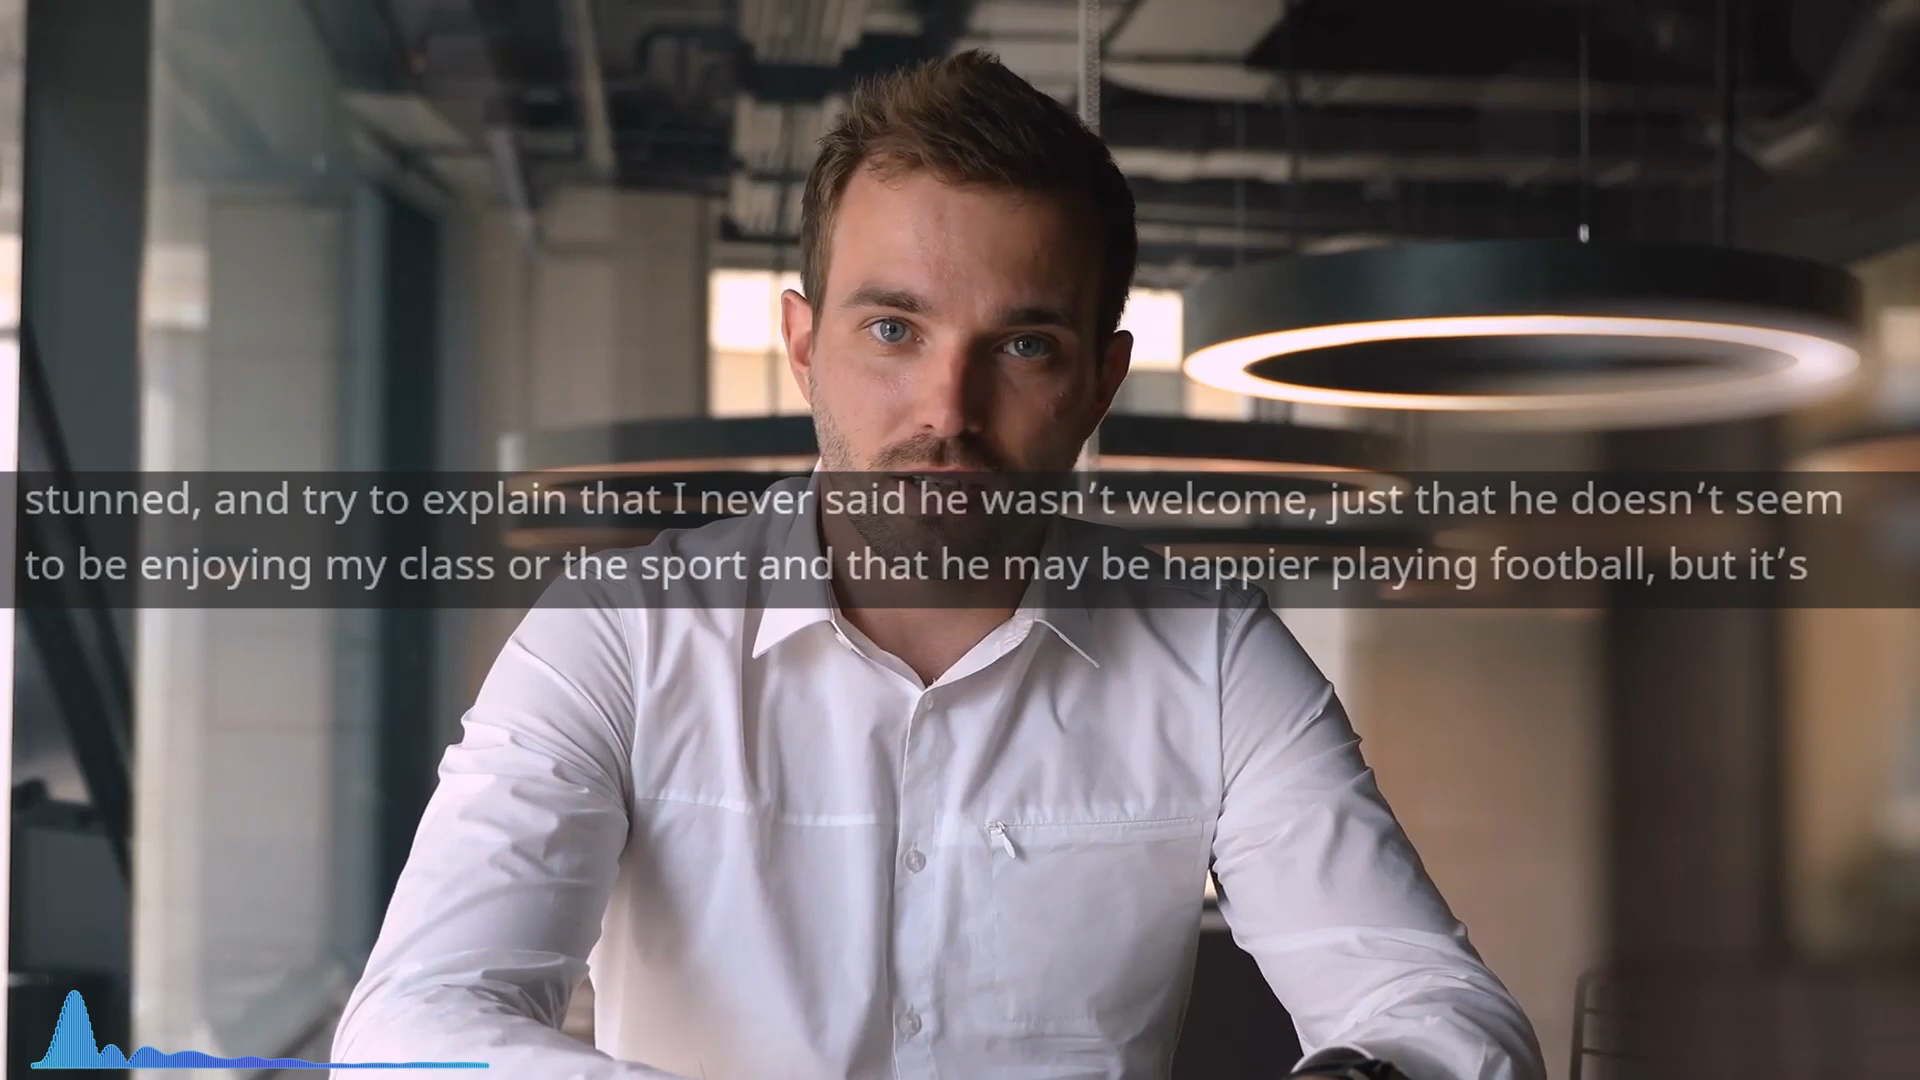 stunned, and try to explain that I never said he wasn’t welcome, just that he doesn’t seem
to be enjoying my class or the sport and that he may be happier playing football, but it’s